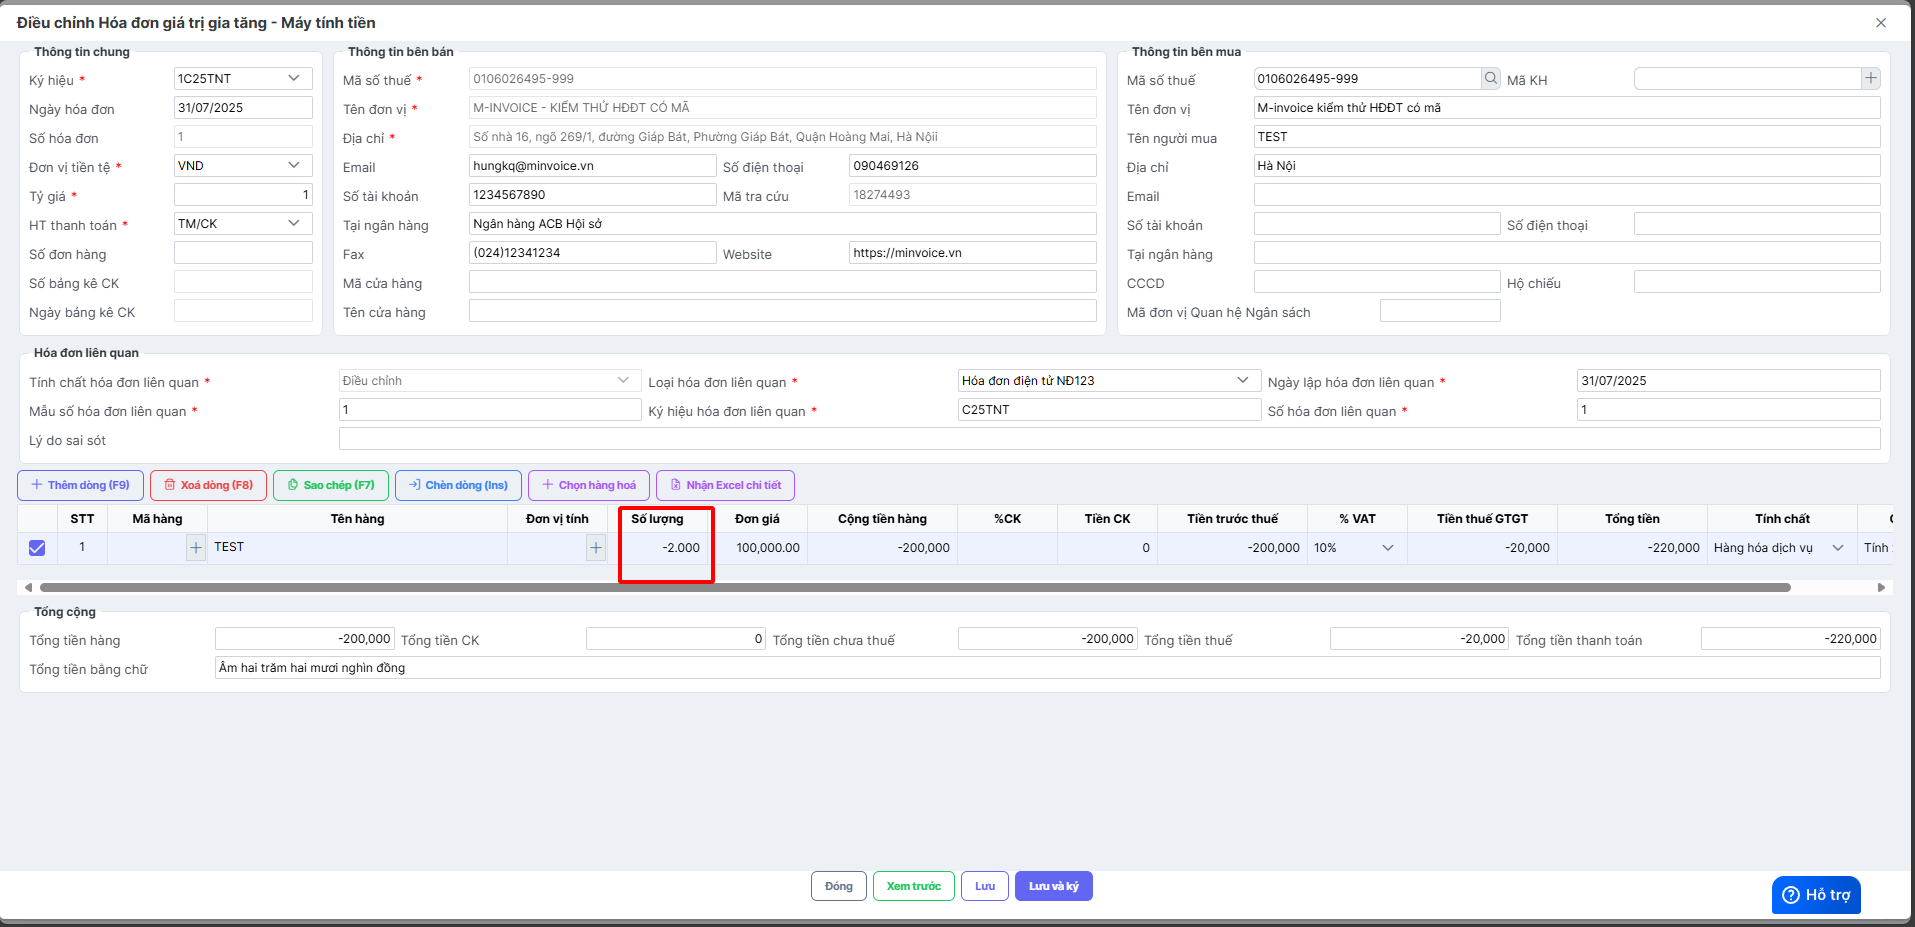 Điều chỉnh Hóa đơn giá trị gia tăng - Máy tính tiền
Thông tin chung
Ký hiệu * 1C25TNT
Ngày hóa đơn 31/07/2025
Số hóa đơn 1
Đơn vị tiền tệ * VND
Tỷ giá * 1
HT thanh toán * TM/CK
Số đơn hàng
Số bảng kê CK
Ngày bảng kê CK
Thông tin bên bán
Mã số thuế * 0106026495-999
Tên đơn vị * M-INVOICE - KIỂM THỬ HĐĐT CÓ MÃ
Địa chỉ * Số nhà 16, ngõ 269/1, đường Giáp Bát, Phường Giáp Bát, Quận Hoàng Mai, Hà Nộii
Email hungkq@minvoice.vn Số điện thoại 090469126
Số tài khoản 1234567890 Mã tra cứu 18274493
Tại ngân hàng Ngân hàng ACB Hội sở
Fax (024)12341234 Website https://minvoice.vn
Mã cửa hàng
Tên cửa hàng
Thông tin bên mua
Mã số thuế 0106026495-999 Mã KH
Tên đơn vị M-invoice kiểm thử HĐĐT có mã
Tên người mua TEST
Địa chỉ Hà Nội
Email
Số tài khoản Số điện thoại
Tại ngân hàng
CCCD Hộ chiếu
Mã đơn vị Quan hệ Ngân sách
Hóa đơn liên quan
Tính chất hóa đơn liên quan * Điều chỉnh Loại hóa đơn liên quan * Hóa đơn điện tử NĐ123 Ngày lập hóa đơn liên quan * 31/07/2025
Mẫu số hóa đơn liên quan * 1 Ký hiệu hóa đơn liên quan * C25TNT Số hóa đơn liên quan * 1
Lý do sai sót
Thêm dòng (F9) Xoá dòng (F8) Sao chép (F7) Chèn dòng (Ins) Chọn hàng hoá Nhận Excel chi tiết
STT Mã hàng Tên hàng Đơn vị tính Số lượng Đơn giá Cộng tiền hàng %CK Tiền CK Tiền trước thuế % VAT Tiền thuế GTGT Tổng tiền Tính chất
1 TEST -2.000 100,000.00 -200,000 0 -200,000 10% -20,000 -220,000 Hàng hóa dịch vụ Tính
Tổng cộng
Tổng tiền hàng -200,000 Tổng tiền CK 0 Tổng tiền chưa thuế -200,000 Tổng tiền thuế -20,000 Tổng tiền thanh toán -220,000
Tổng tiền bằng chữ Âm hai trăm hai mươi nghìn đồng
Đóng Xem trước Lưu Lưu và ký
Hỗ trợ